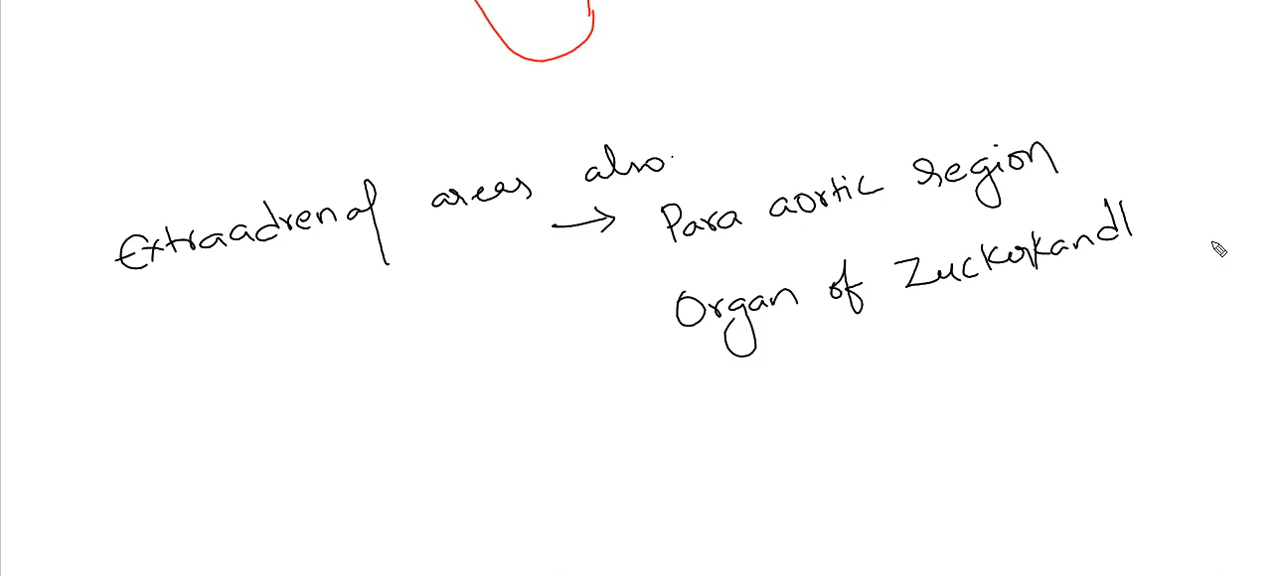 Extraadrenal areas also.
→ Para aortic region
Organ of Zuckerkandl